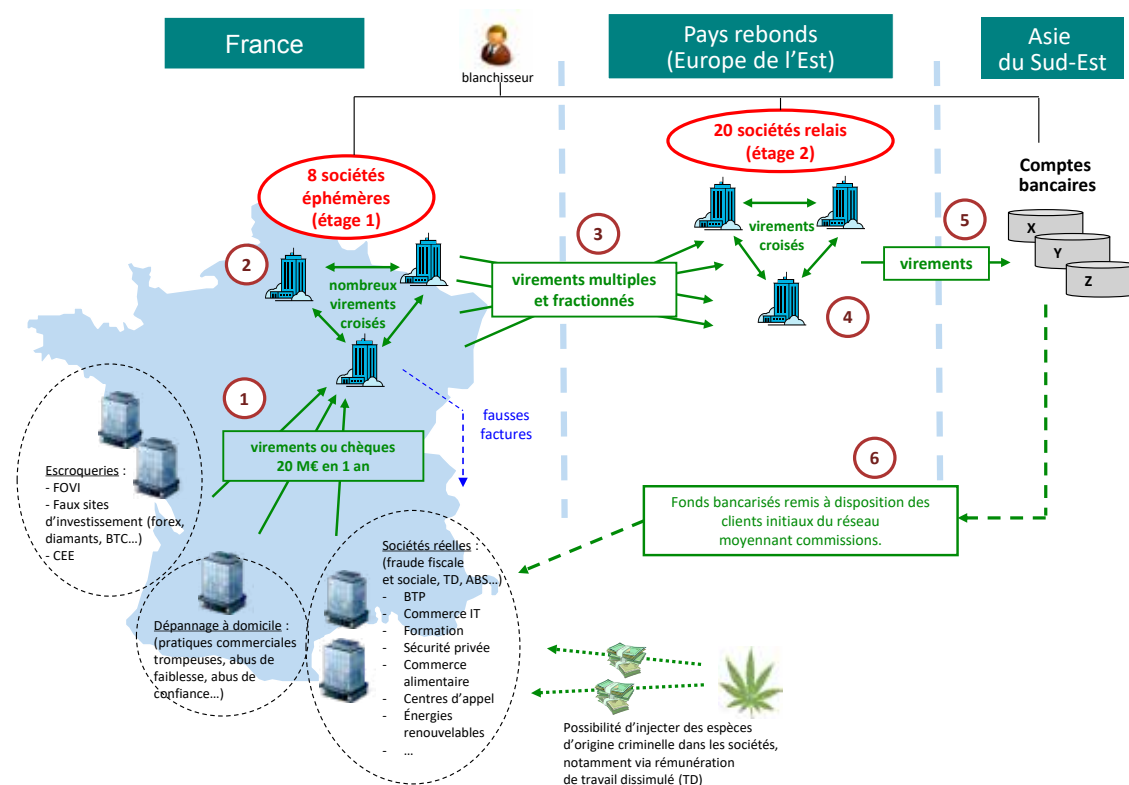 France
blanchisseur
Pays rebonds
(Europe de l'Est)
Asie
du Sud-Est
8 sociétés
éphémères
(étage 1)
20 sociétés relais
(étage 2)
Comptes
bancaires
X
Y
Z
2
nombreux
virements
croisés
3
virements multiples
et fractionnés
virements
croisés
4
5
virements
1
virements ou chèques
20 M€ en 1 an
fausses
factures
6
Fonds bancarisés remis à disposition des
clients initiaux du réseau
moyennant commissions.
Escroqueries :
- FOVI
- Faux sites
d'investissement (forex,
diamants, BTC...)
- CEE
Dépannage à domicile :
(pratiques commerciales
trompeuses, abus de
faiblesse, abus de
confiance...)
Sociétés réelles :
(fraude fiscale
et sociale, TD, ABS...)
- BTP
- Commerce IT
- Formation
- Sécurité privée
- Commerce
alimentaire
- Centres d'appel
- Énergies
renouvelables
- ...
Possibilité d'injecter des espèces
d'origine criminelle dans les sociétés,
notamment via rémunération
de travail dissimulé (TD)